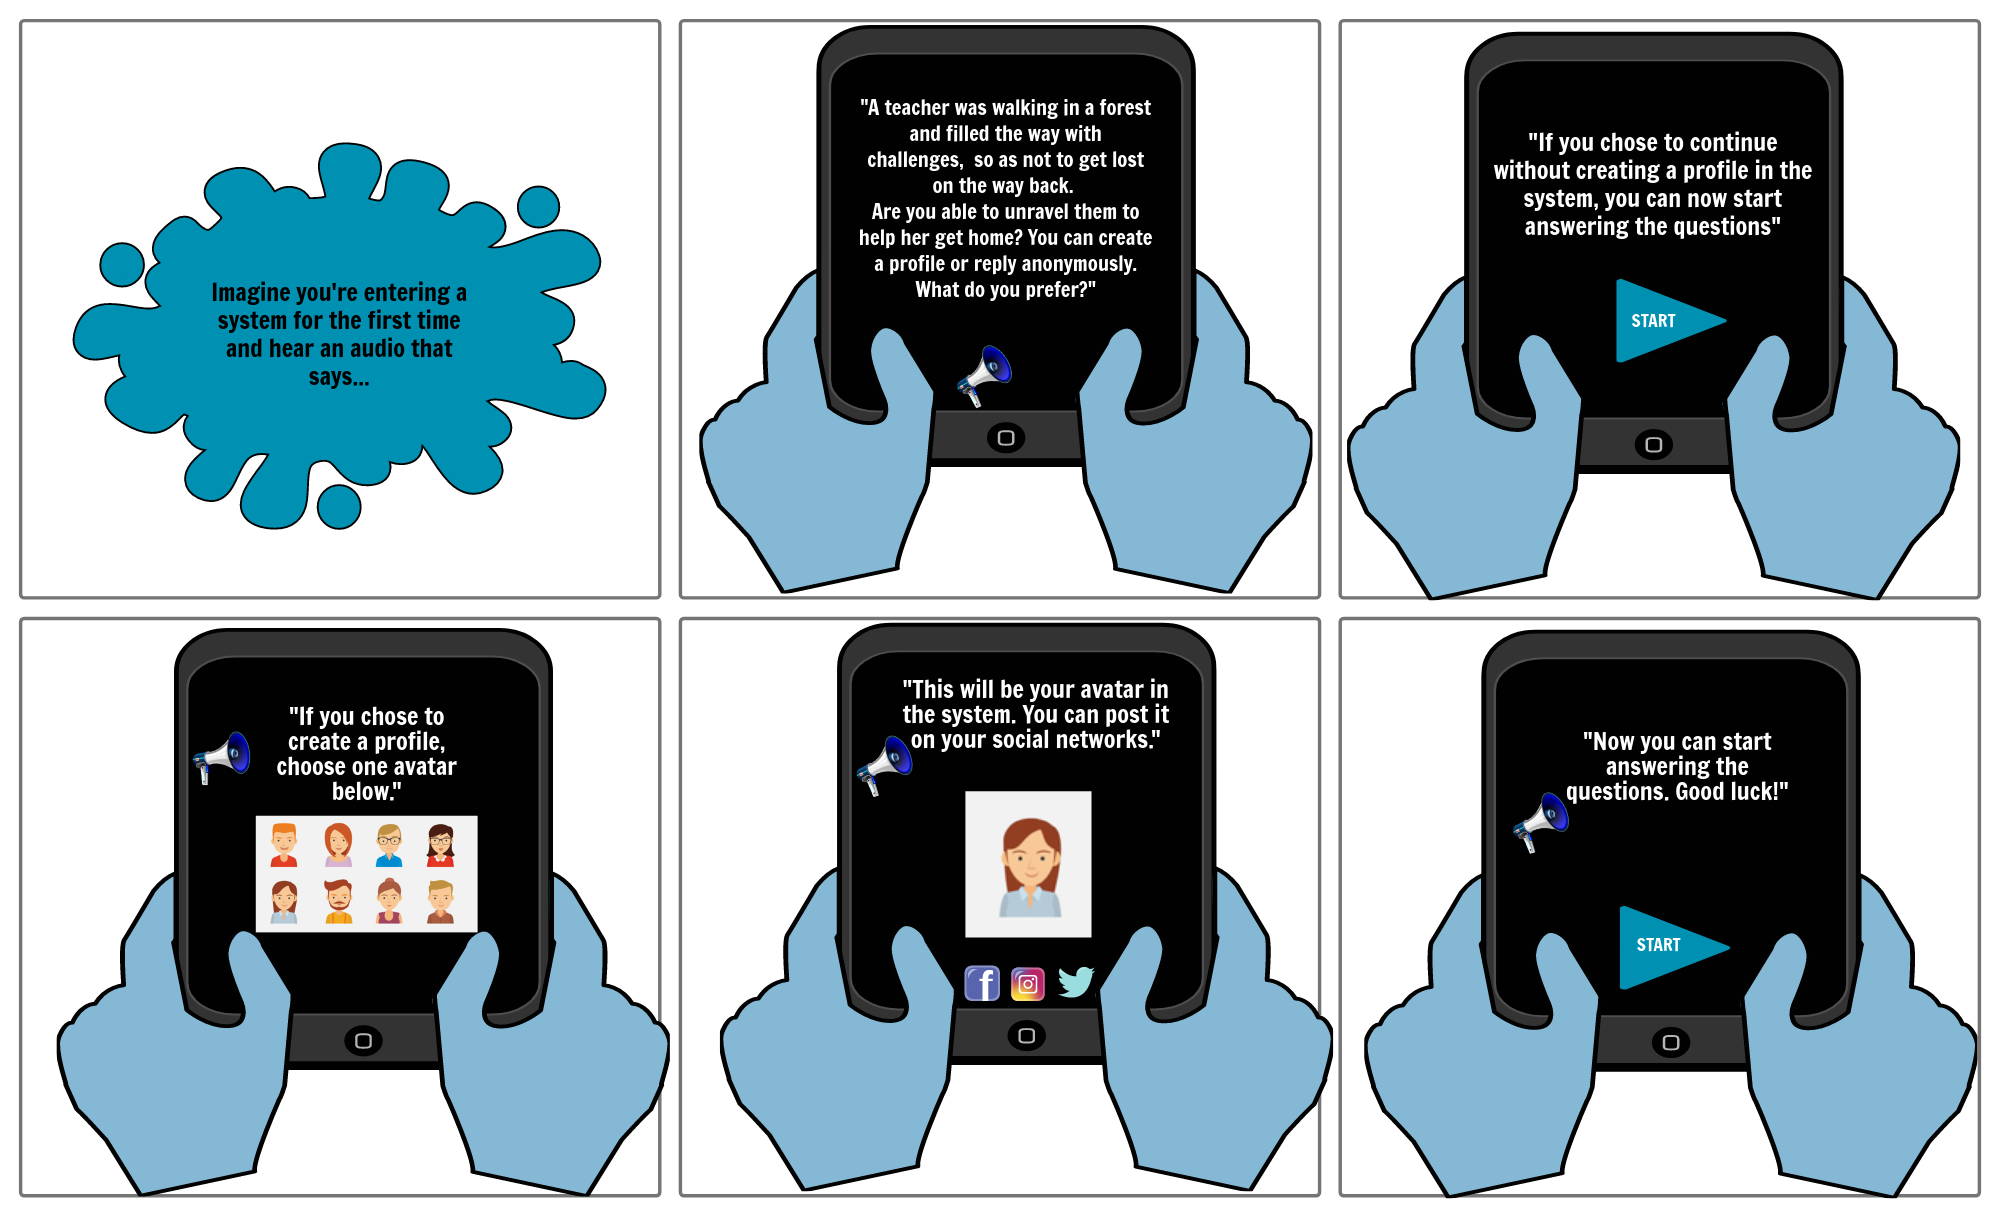 Imagine you're entering a
system for the first time
and hear an audio that
says...
"A teacher was walking in a forest
and filled the way with
challenges,  so as not to get lost
on the way back.
Are you able to unravel them to
help her get home? You can create
a profile or reply anonymously.
What do you prefer?"
"If you chose to continue
without creating a profile in the
system, you can now start
answering the questions"
START
"If you chose to
create a profile,
choose one avatar
below."
"This will be your avatar in
the system. You can post it
on your social networks."
f
"Now you can start
answering the
questions. Good luck!"
START